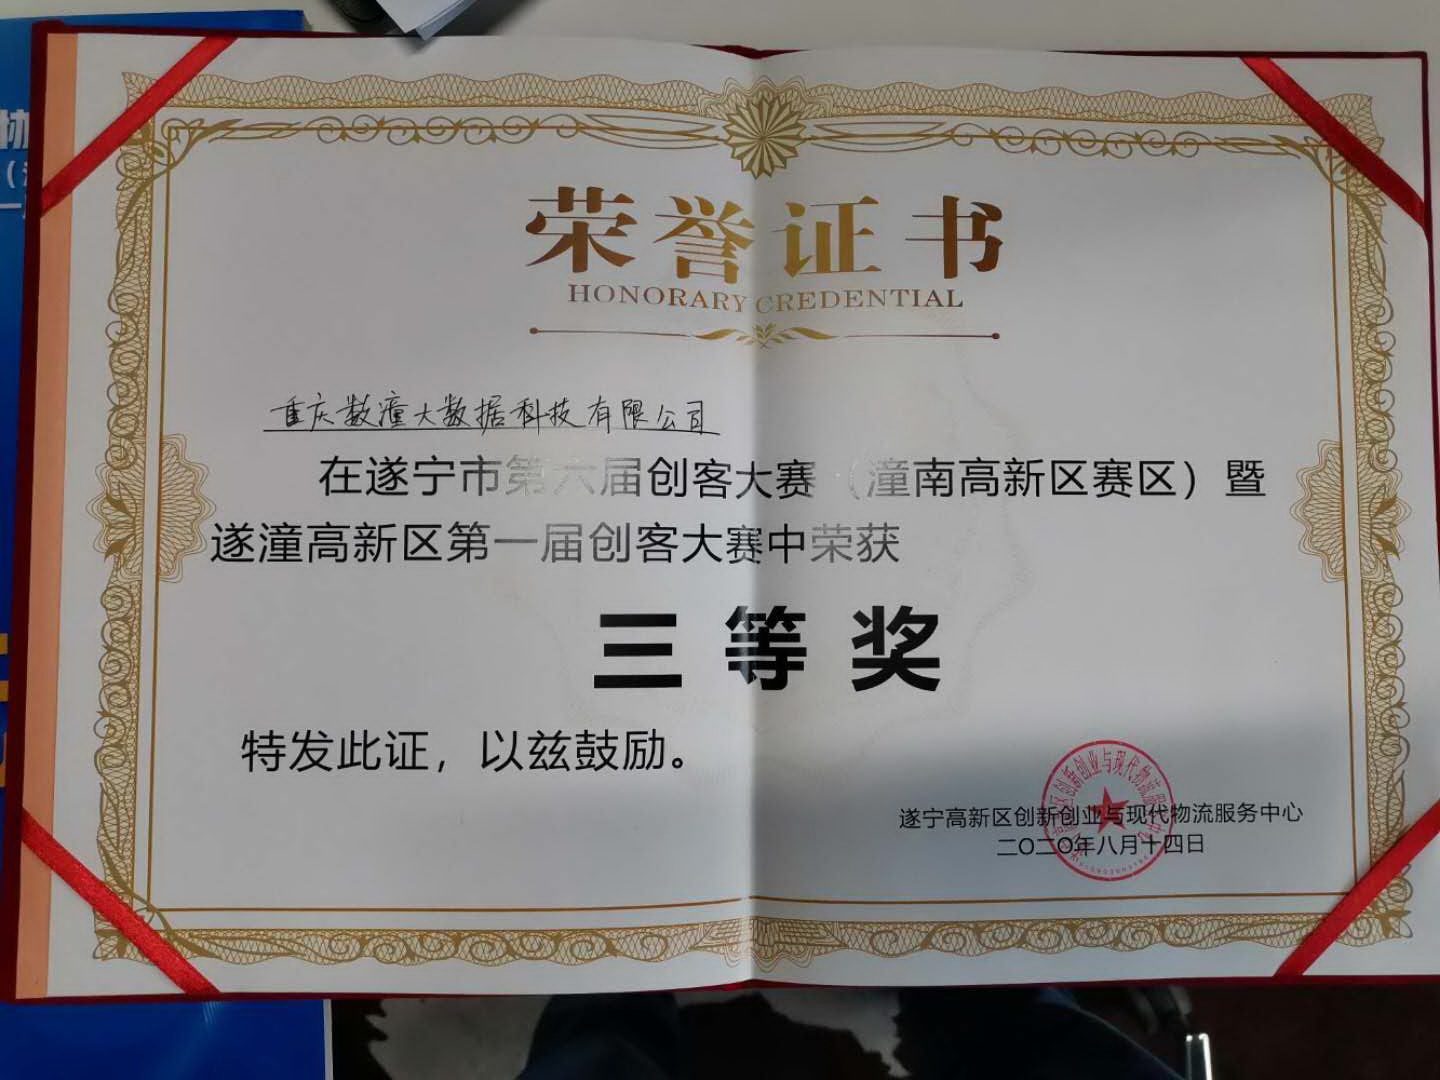 荣誉证书
HONORARY CREDENTIAL
重庆数潼大数据科技有限公司
在遂宁市第六届创客大赛（潼南高新区赛区）暨
遂潼高新区第一届创客大赛中荣获
三等奖
特发此证，以兹鼓励。
遂宁高新区创新创业与现代物流服务中心
二〇二〇年八月十四日